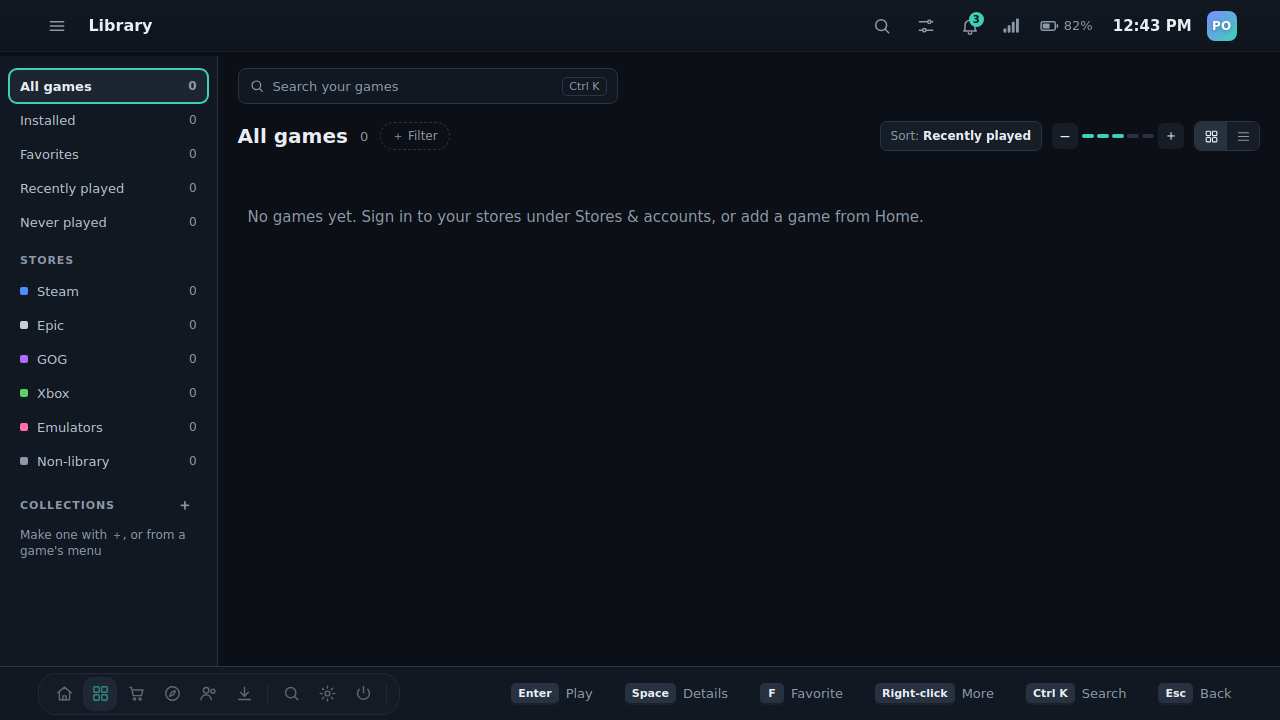 Library
3
82%
12:43 PM
PO
All games 0
Installed 0
Favorites 0
Recently played 0
Never played 0
STORES
Steam 0
Epic 0
GOG 0
Xbox 0
Emulators 0
Non-library 0
COLLECTIONS +
Make one with +, or from a
game's menu
Search your games Ctrl K
All games 0 + Filter
Sort: Recently played − +
No games yet. Sign in to your stores under Stores & accounts, or add a game from Home.
Enter Play Space Details F Favorite Right-click More Ctrl K Search Esc Back